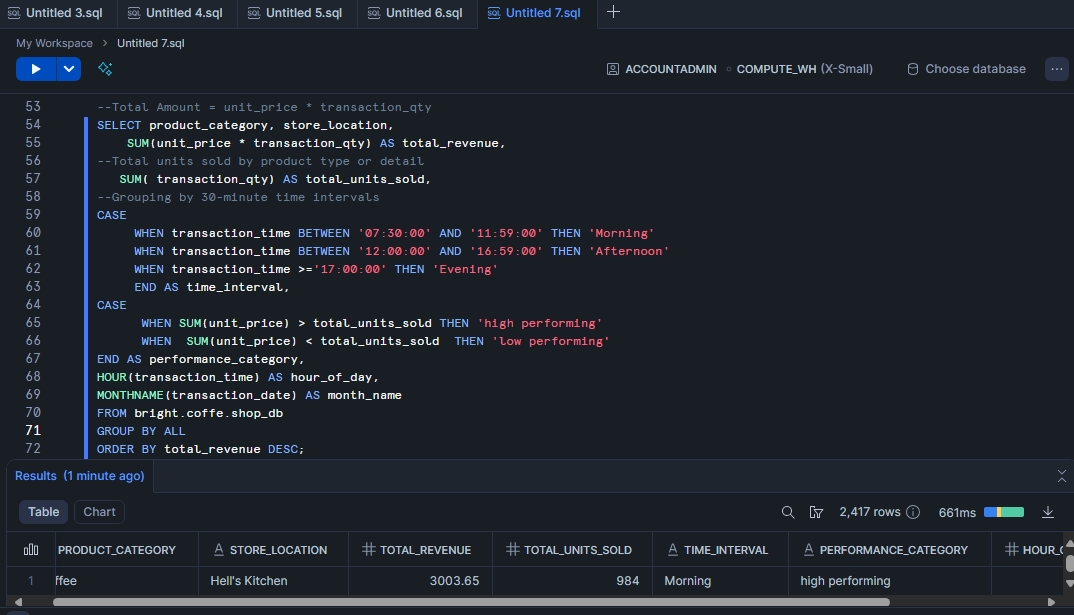 SQL Untitled 3.sql SQL Untitled 4.sql SQL Untitled 5.sql SQL Untitled 6.sql SQL Untitled 7.sql +
My Workspace > Untitled 7.sql
ACCOUNTADMIN COMPUTE_WH (X-Small) Choose database ...
53 --Total Amount = unit_price * transaction_qty
54 SELECT product_category, store_location,
55 SUM(unit_price * transaction_qty) AS total_revenue,
56 --Total units sold by product type or detail
57 SUM( transaction_qty) AS total_units_sold,
58 --Grouping by 30-minute time intervals
59 CASE
60 WHEN transaction_time BETWEEN '07:30:00' AND '11:59:00' THEN 'Morning'
61 WHEN transaction_time BETWEEN '12:00:00' AND '16:59:00' THEN 'Afternoon'
62 WHEN transaction_time >='17:00:00' THEN 'Evening'
63 END AS time_interval,
64 CASE
65 WHEN SUM(unit_price) > total_units_sold THEN 'high performing'
66 WHEN  SUM(unit_price) < total_units_sold  THEN 'low performing'
67 END AS performance_category,
68 HOUR(transaction_time) AS hour_of_day,
69 MONTHNAME(transaction_date) AS month_name
70 FROM bright.coffe.shop_db
71 GROUP BY ALL
72 ORDER BY total_revenue DESC;
Results (1 minute ago)
Table Chart 2,417 rows 661ms
PRODUCT_CATEGORY A STORE_LOCATION # TOTAL_REVENUE # TOTAL_UNITS_SOLD A TIME_INTERVAL A PERFORMANCE_CATEGORY # HOUR_
1 ffee Hell's Kitchen 3003.65 984 Morning high performing